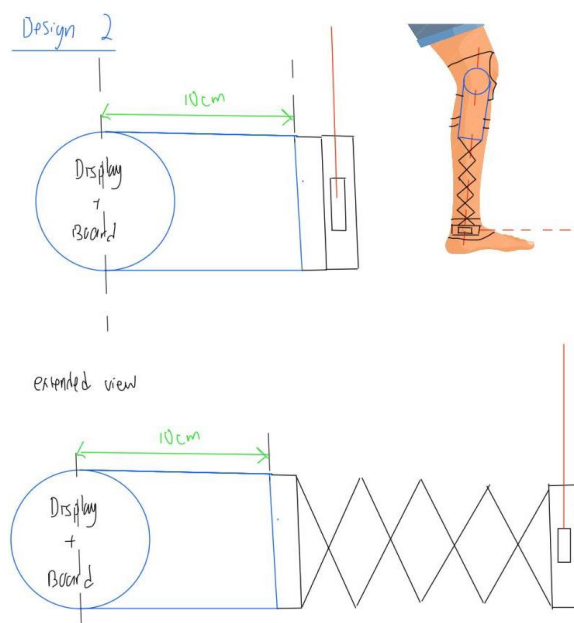 Design 2
10cm
Display
+
Board
extended view
10cm
Display
+
Board